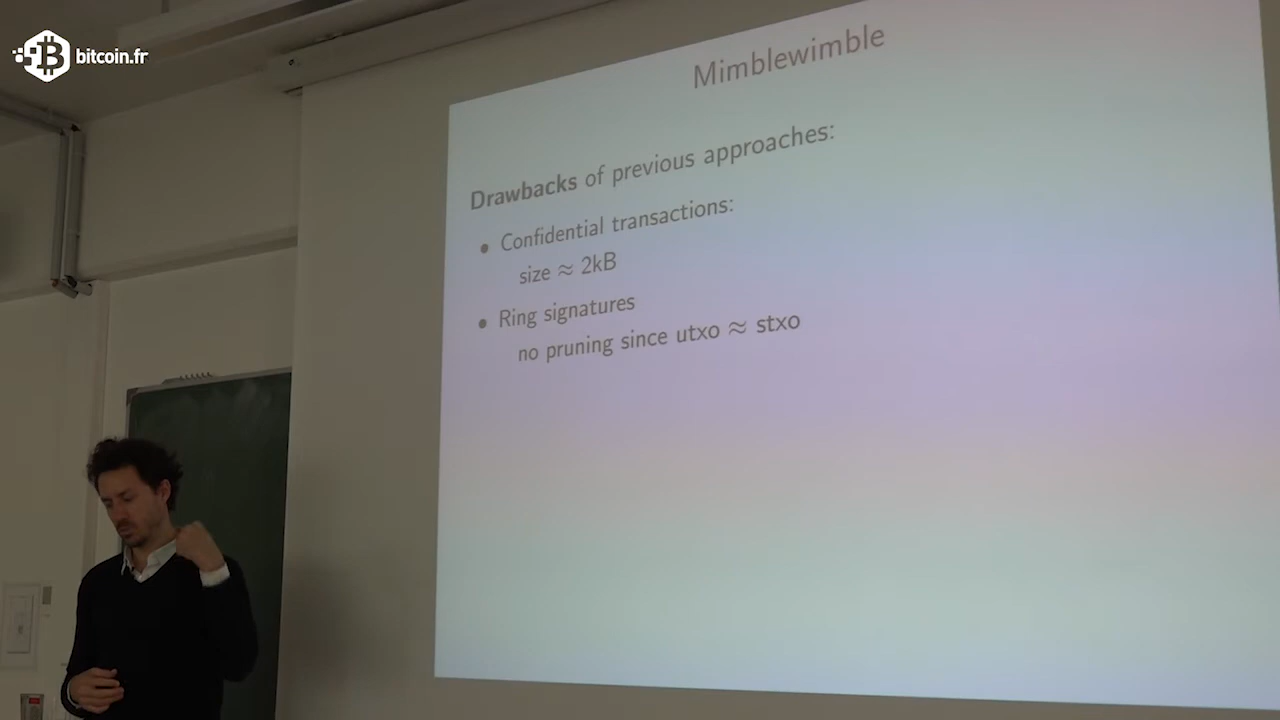 bitcoin.fr
Mimblewimble
Drawbacks of previous approaches:
• Confidential transactions:
size ≈ 2kB
• Ring signatures
no pruning since utxo ≈ stxo